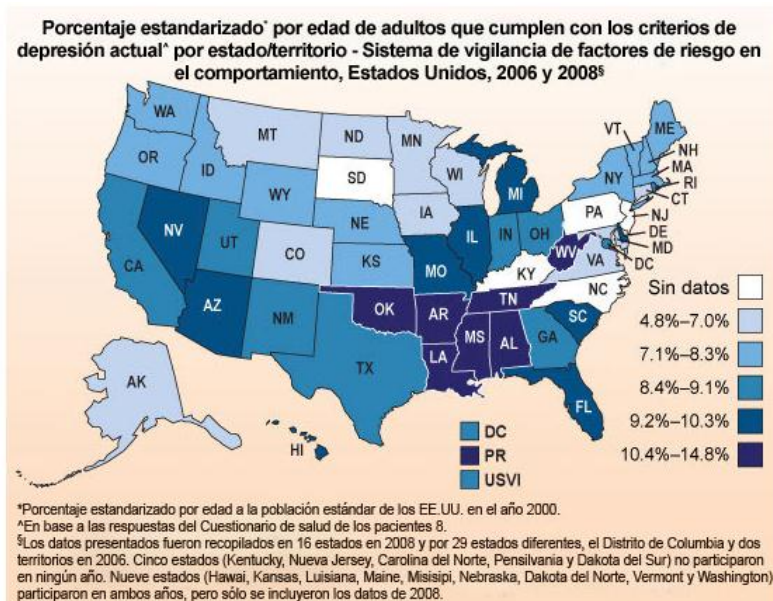 Porcentaje estandarizado* por edad de adultos que cumplen con los criterios de
depresión actual^ por estado/territorio - Sistema de vigilancia de factores de riesgo en
el comportamiento, Estados Unidos, 2006 y 2008§
WA
MT
ND
MN
VT
ME
OR
ID
SD
WI
NY
NH
MA
WY
MI
RI
CT
NE
IA
PA
NJ
NV
UT
CO
KS
IL
IN
OH
DE
MD
DC
CA
MO
WV
VA
KY
NC
AZ
NM
OK
AR
TN
SC
MS
AL
GA
TX
LA
FL
AK
HI
Sin datos
4.8%–7.0%
7.1%–8.3%
8.4%–9.1%
9.2%–10.3%
10.4%–14.8%
DC
PR
USVI
*Porcentaje estandarizado por edad a la población estándar de los EE.UU. en el año 2000.
^En base a las respuestas del Cuestionario de salud de los pacientes 8.
§Los datos presentados fueron recopilados en 16 estados en 2008 y por 29 estados diferentes, el Distrito de Columbia y dos
territorios en 2006. Cinco estados (Kentucky, Nueva Jersey, Carolina del Norte, Pensilvania y Dakota del Sur) no participaron
en ningún año. Nueve estados (Hawai, Kansas, Luisiana, Maine, Misisipi, Nebraska, Dakota del Norte, Vermont y Washington)
participaron en ambos años, pero sólo se incluyeron los datos de 2008.